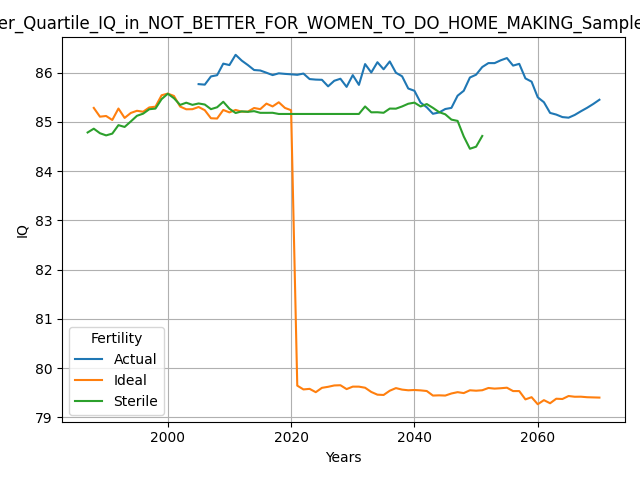 er_Quartile_IQ_in_NOT_BETTER_FOR_WOMEN_TO_DO_HOME_MAKING_Sample
86
85
84
83
82
81
80
79
IQ
Fertility
Actual
Ideal
Sterile
2000
2020
2040
2060
Years